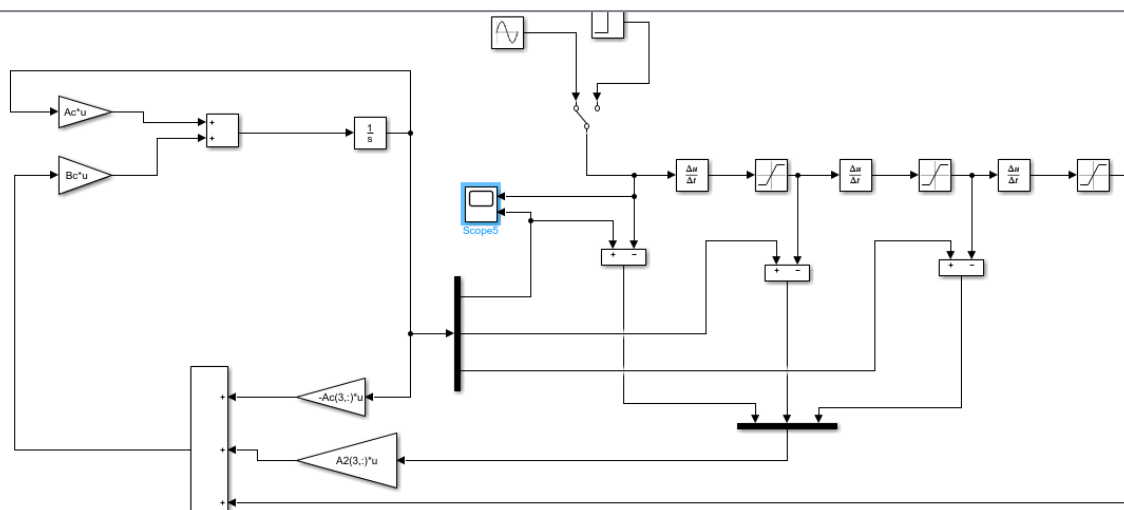 Ac*u
+
+
1
s
Bc*u
Δu
Δt
Δu
Δt
Δu
Δt
Scope5
+ −
+ −
+ −
+
-Ac(3,:)*u
+
A2(3,:)*u
+